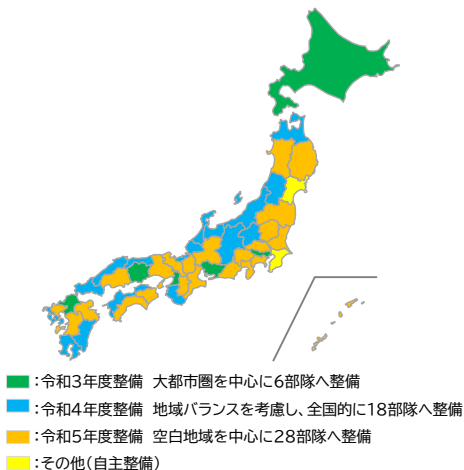 ：令和3年度整備 大都市圏を中心に6部隊へ整備
：令和4年度整備 地域バランスを考慮し、全国的に18部隊へ整備
：令和5年度整備 空白地域を中心に28部隊へ整備
：その他（自主整備）